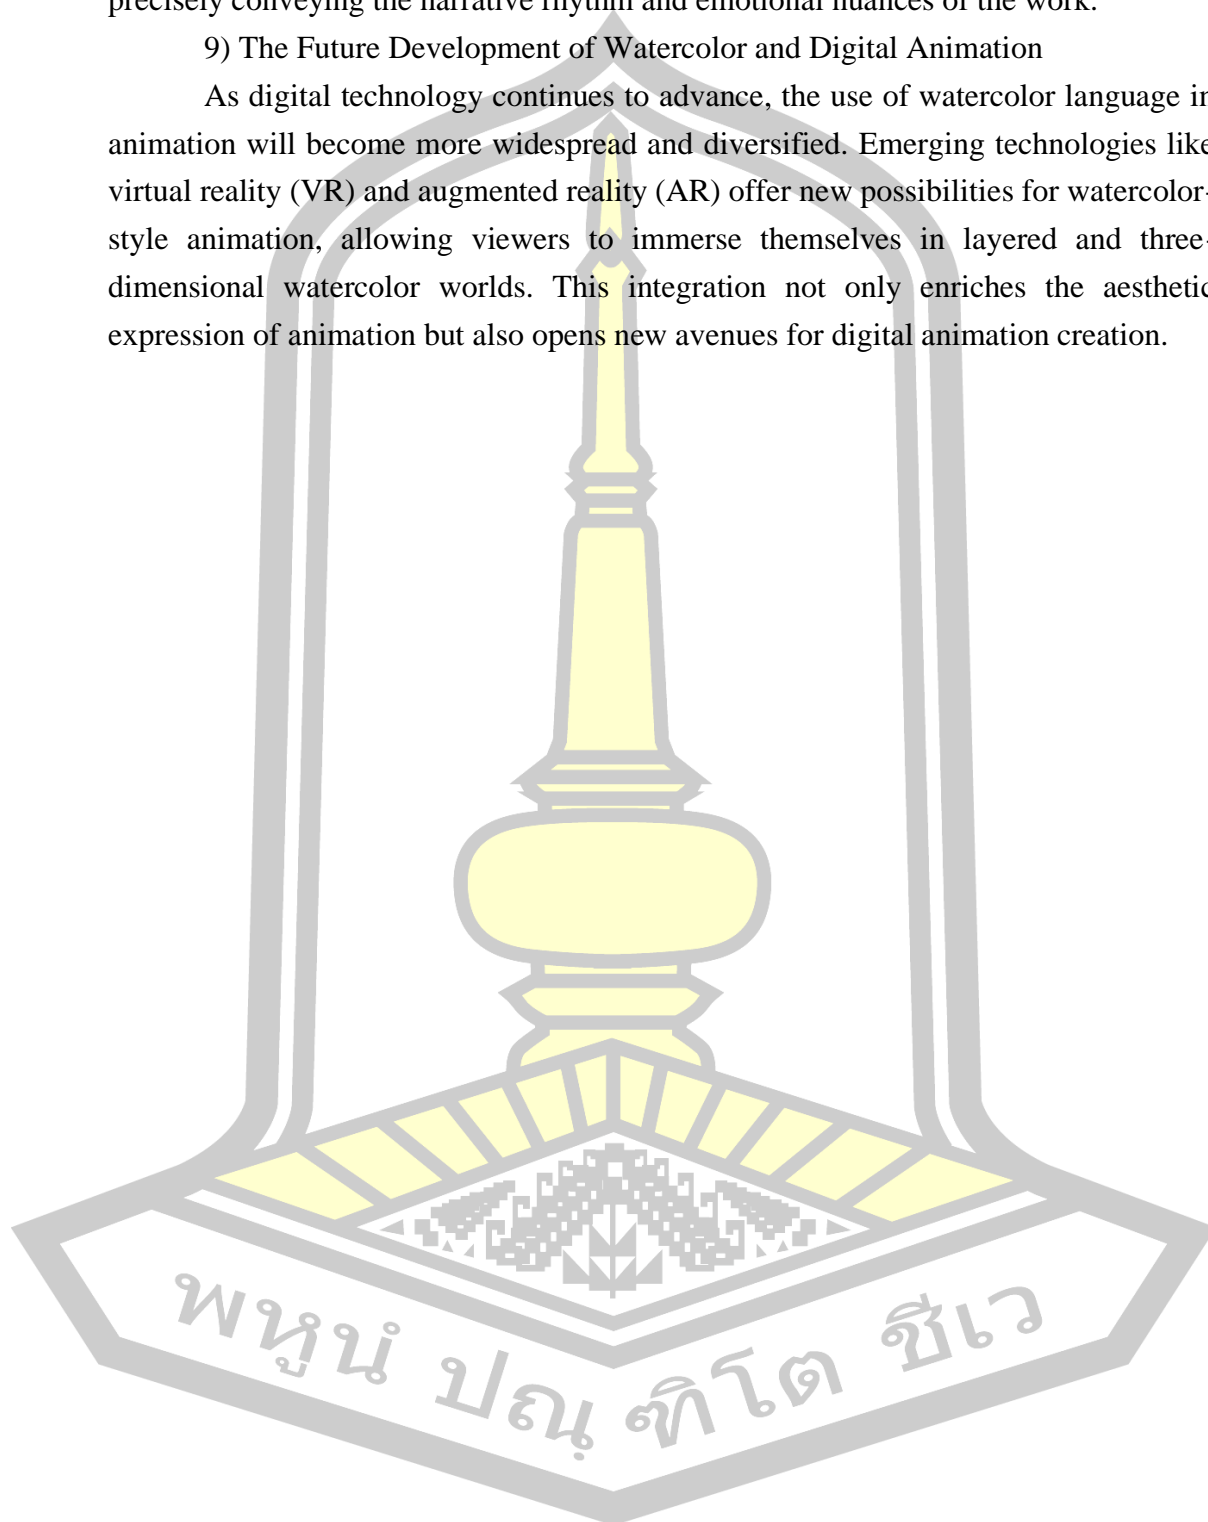 precisely conveying the narrative rhythm and emotional nuances of the work.
9) The Future Development of Watercolor and Digital Animation
As digital technology continues to advance, the use of watercolor language in
animation will become more widespread and diversified. Emerging technologies like
virtual reality (VR) and augmented reality (AR) offer new possibilities for watercolor-
style animation, allowing viewers to immerse themselves in layered and three-
dimensional watercolor worlds. This integration not only enriches the aesthetic
expression of animation but also opens new avenues for digital animation creation.
พหูนํ ปณฺฑิโต ชีเว